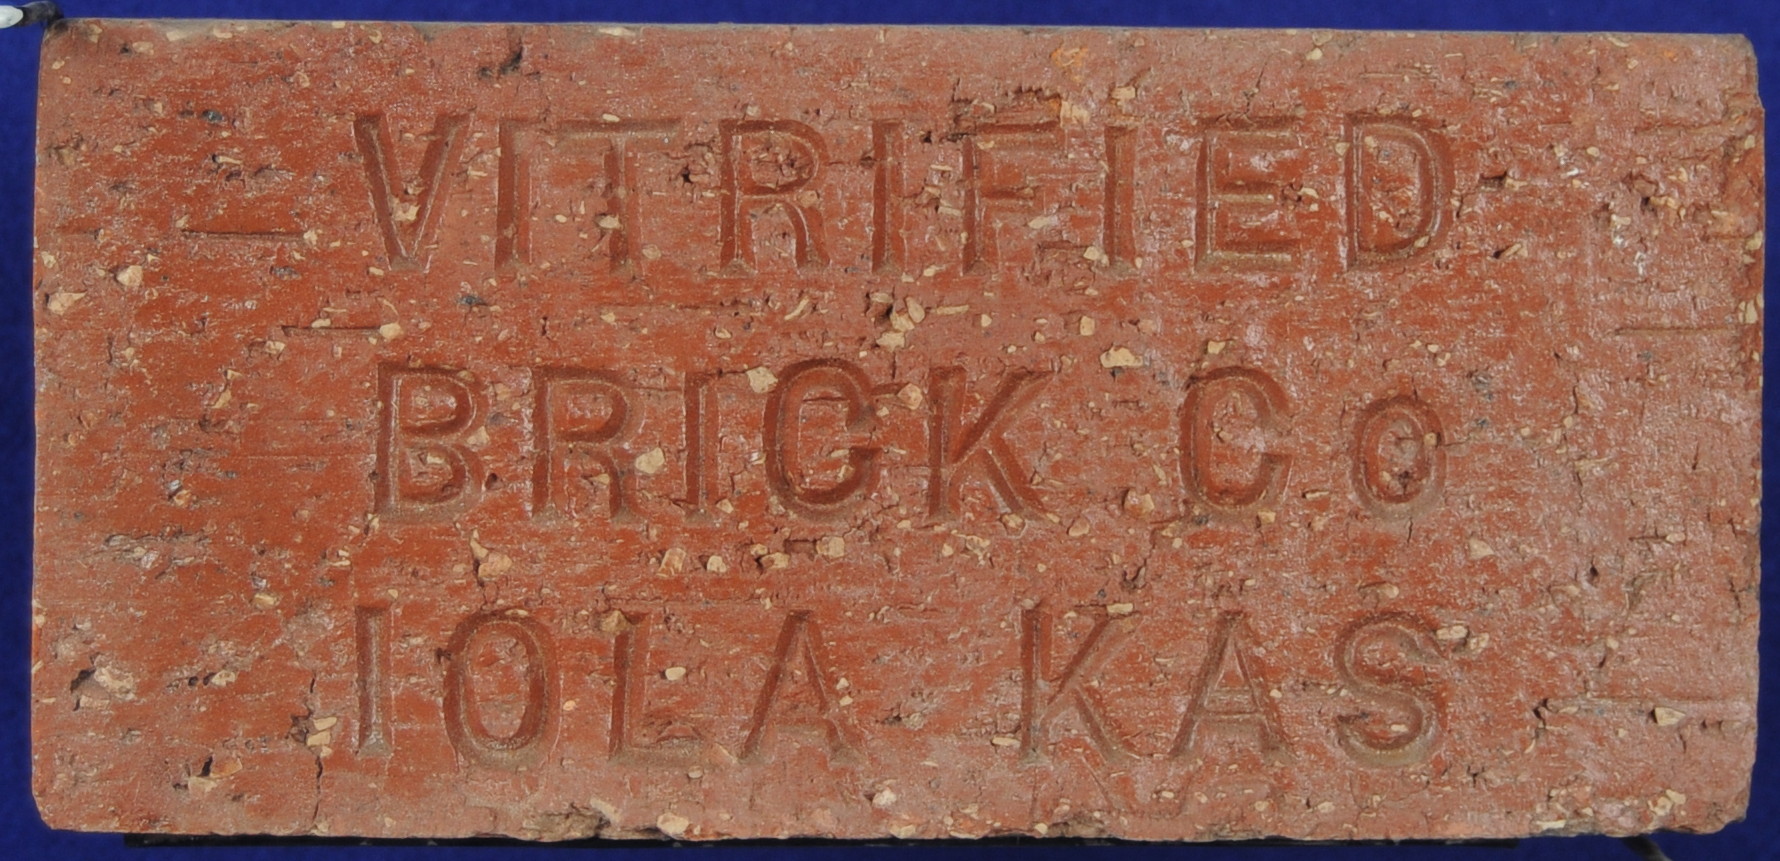 VITRIFIED
BRICK Co
IOLA KAS